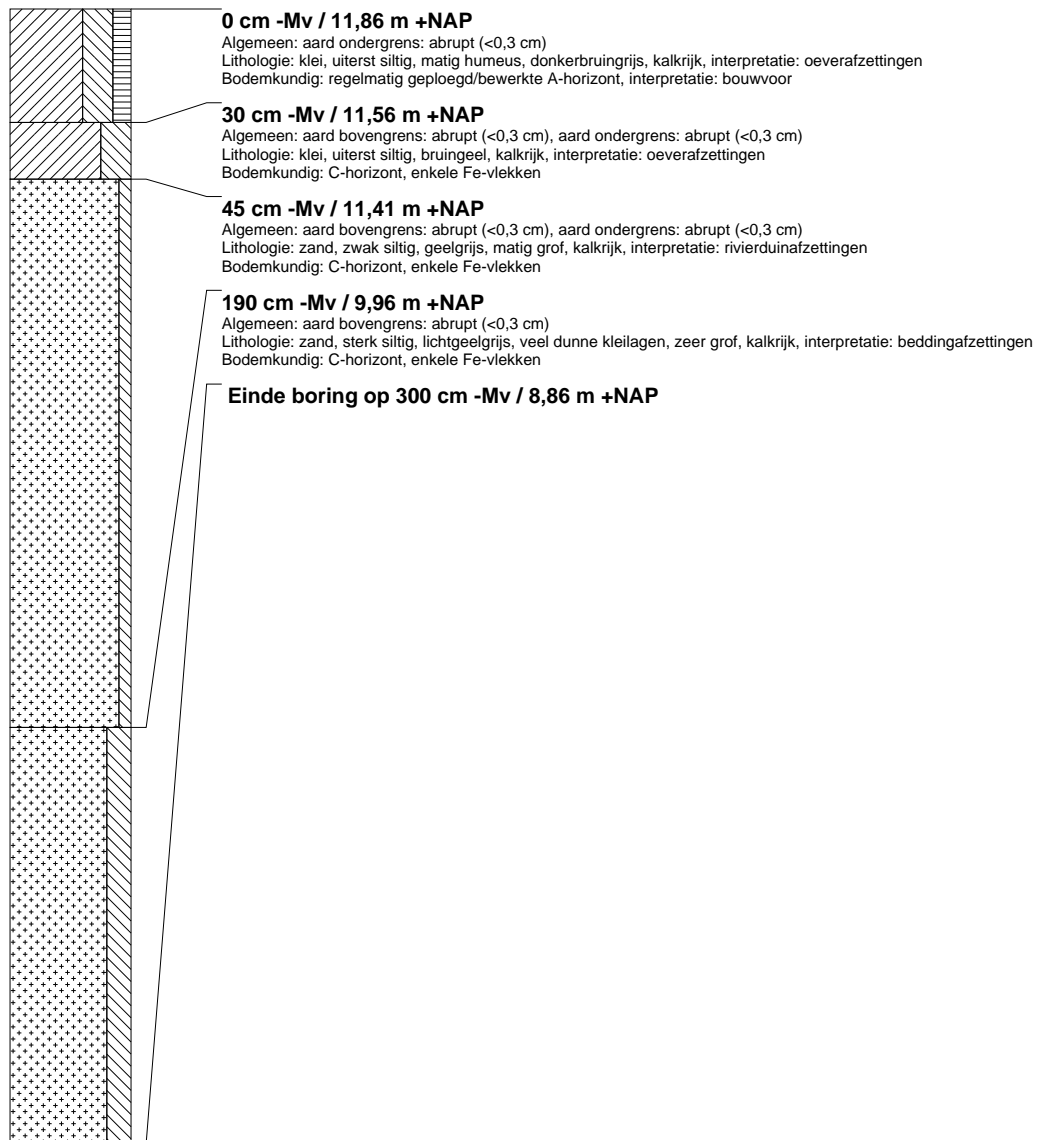 0 cm -Mv / 11,86 m +NAP
Algemeen: aard ondergrens: abrupt (<0,3 cm)
Lithologie: klei, uiterst siltig, matig humeus, donkerbruingrijs, kalkrijk, interpretatie: oeverafzettingen
Bodemkundig: regelmatig geploegd/bewerkte A-horizont, interpretatie: bouwvoor
30 cm -Mv / 11,56 m +NAP
Algemeen: aard bovengrens: abrupt (<0,3 cm), aard ondergrens: abrupt (<0,3 cm)
Lithologie: klei, uiterst siltig, bruingeel, kalkrijk, interpretatie: oeverafzettingen
Bodemkundig: C-horizont, enkele Fe-vlekken
45 cm -Mv / 11,41 m +NAP
Algemeen: aard bovengrens: abrupt (<0,3 cm), aard ondergrens: abrupt (<0,3 cm)
Lithologie: zand, zwak siltig, geelgrijs, matig grof, kalkrijk, interpretatie: rivierduinafzettingen
Bodemkundig: C-horizont, enkele Fe-vlekken
190 cm -Mv / 9,96 m +NAP
Algemeen: aard bovengrens: abrupt (<0,3 cm)
Lithologie: zand, sterk siltig, lichtgeelgrijs, veel dunne kleilagen, zeer grof, kalkrijk, interpretatie: beddingafzettingen
Bodemkundig: C-horizont, enkele Fe-vlekken
Einde boring op 300 cm -Mv / 8,86 m +NAP